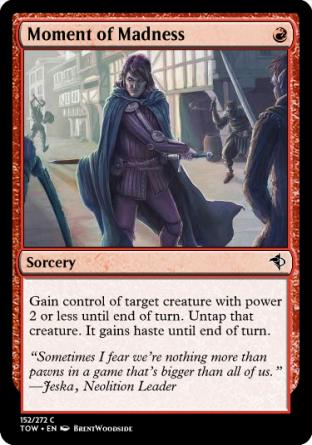 Moment of Madness
Sorcery
Gain control of target creature with power
2 or less until end of turn. Untap that
creature. It gains haste until end of turn.
“Sometimes I fear we’re nothing more than
pawns in a game that’s bigger than all of us.”
—Jeska, Neolition Leader
152/272 C
TOW • EN BrentWoodside